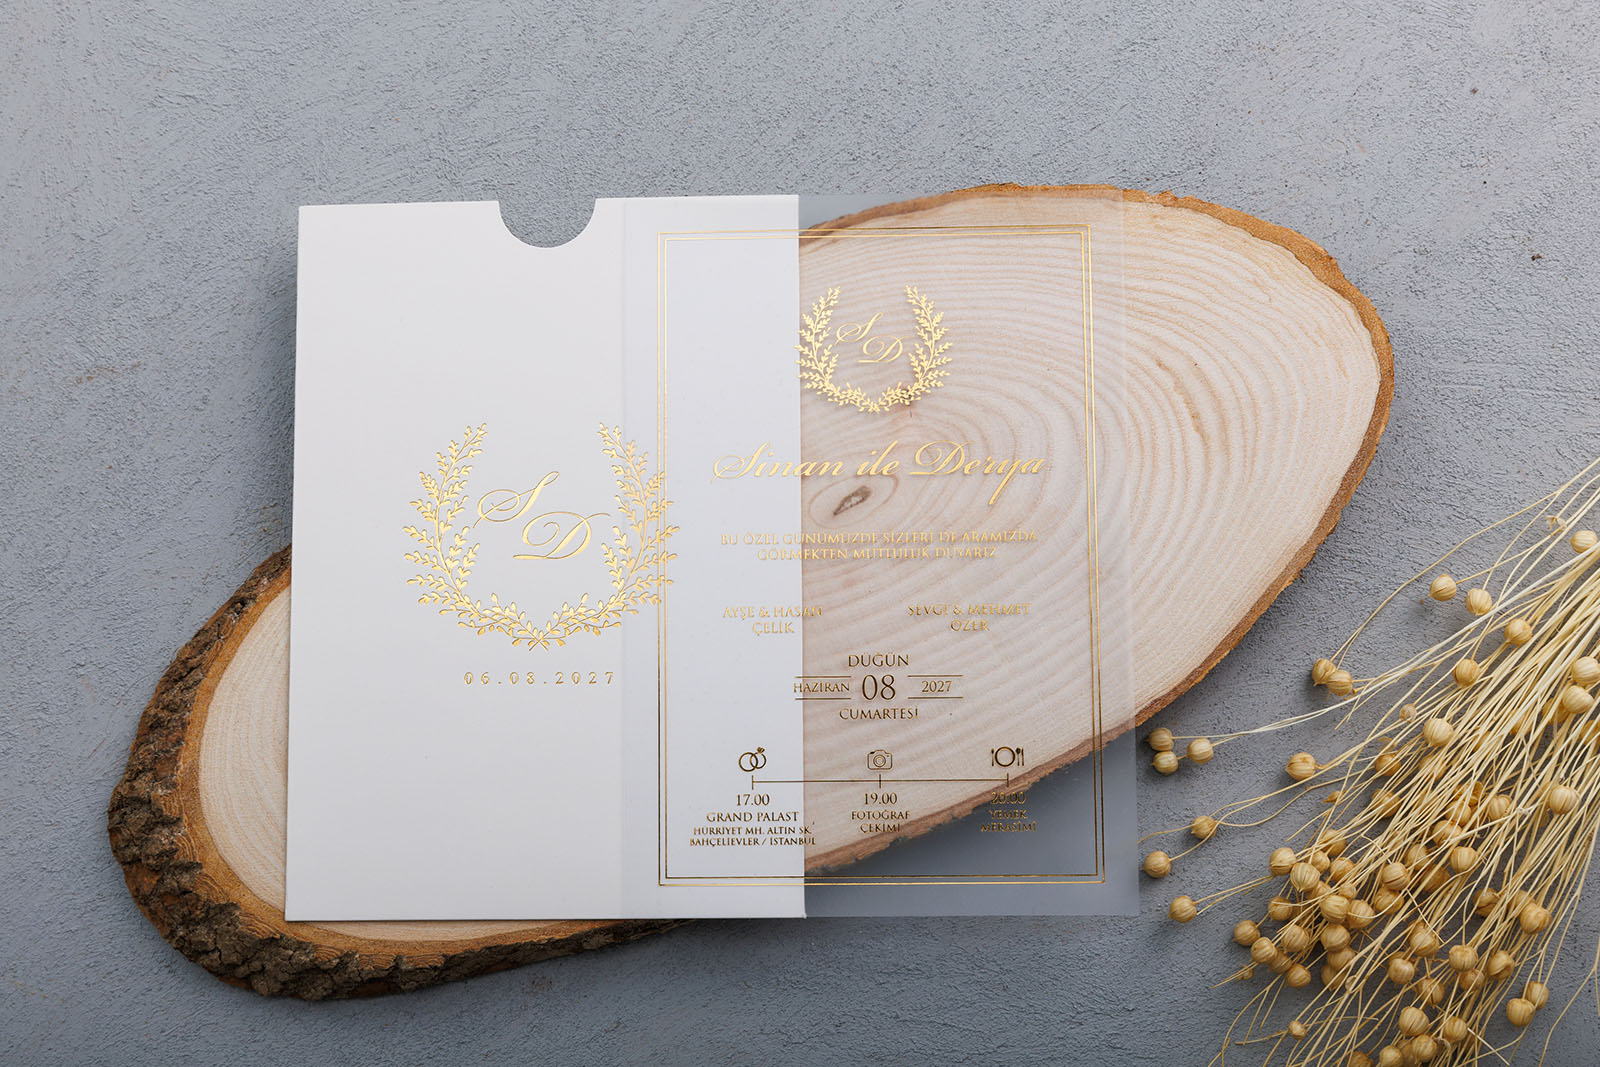 S
D
06.08.2027
S
D
Sinan ile Derya
BU ÖZEL GÜNÜMÜZDE SİZLERİ DE ARAMIZDA
GÖRMEKTEN MUTLULUK DUYARIZ
AYŞE & HASAN
ÇELİK
SEVGİ & MEHMET
ÖZER
DÜĞÜN
HAZİRAN 08 2027
CUMARTESİ
17.00
GRAND PALAST
HÜRRİYET MH. ALTIN SK.
BAHÇELİEVLER / İSTANBUL
19.00
FOTOĞRAF
ÇEKİMİ
20.00
YEMEK
MERASİMİ